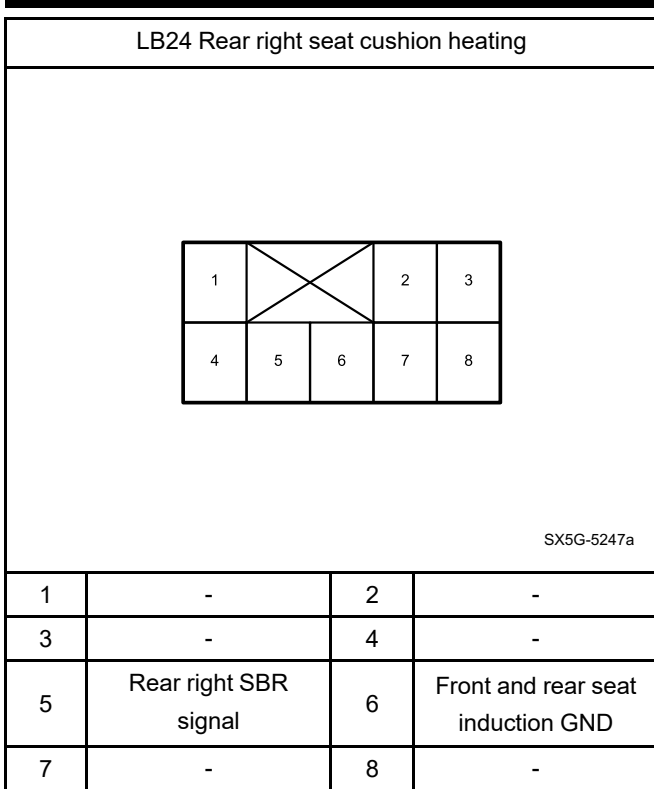 LB24 Rear right seat cushion heating
1 2 3
4 5 6 7 8
SX5G-5247a
1 - 2 -
3 - 4 -
5 Rear right SBR signal 6 Front and rear seat induction GND
7 - 8 -